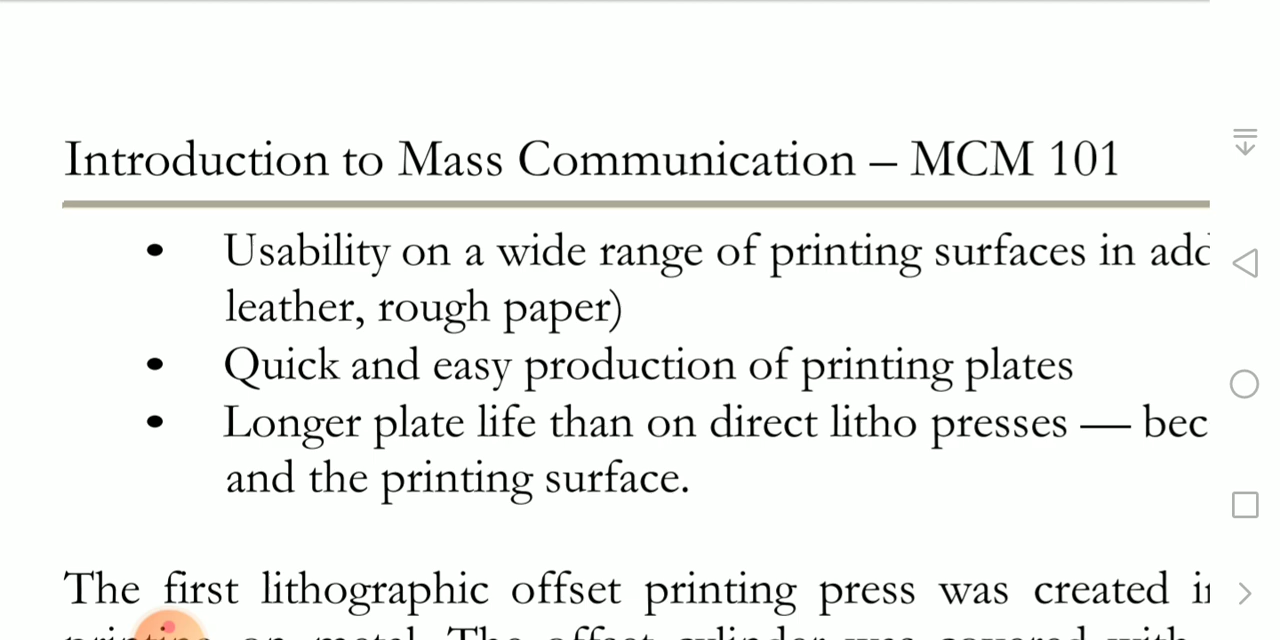 Introduction to Mass Communication – MCM 101
• Usability on a wide range of printing surfaces in
leather, rough paper)
• Quick and easy production of printing plates
• Longer plate life than on direct litho presses —
and the printing surface.
The first lithographic offset printing press was created